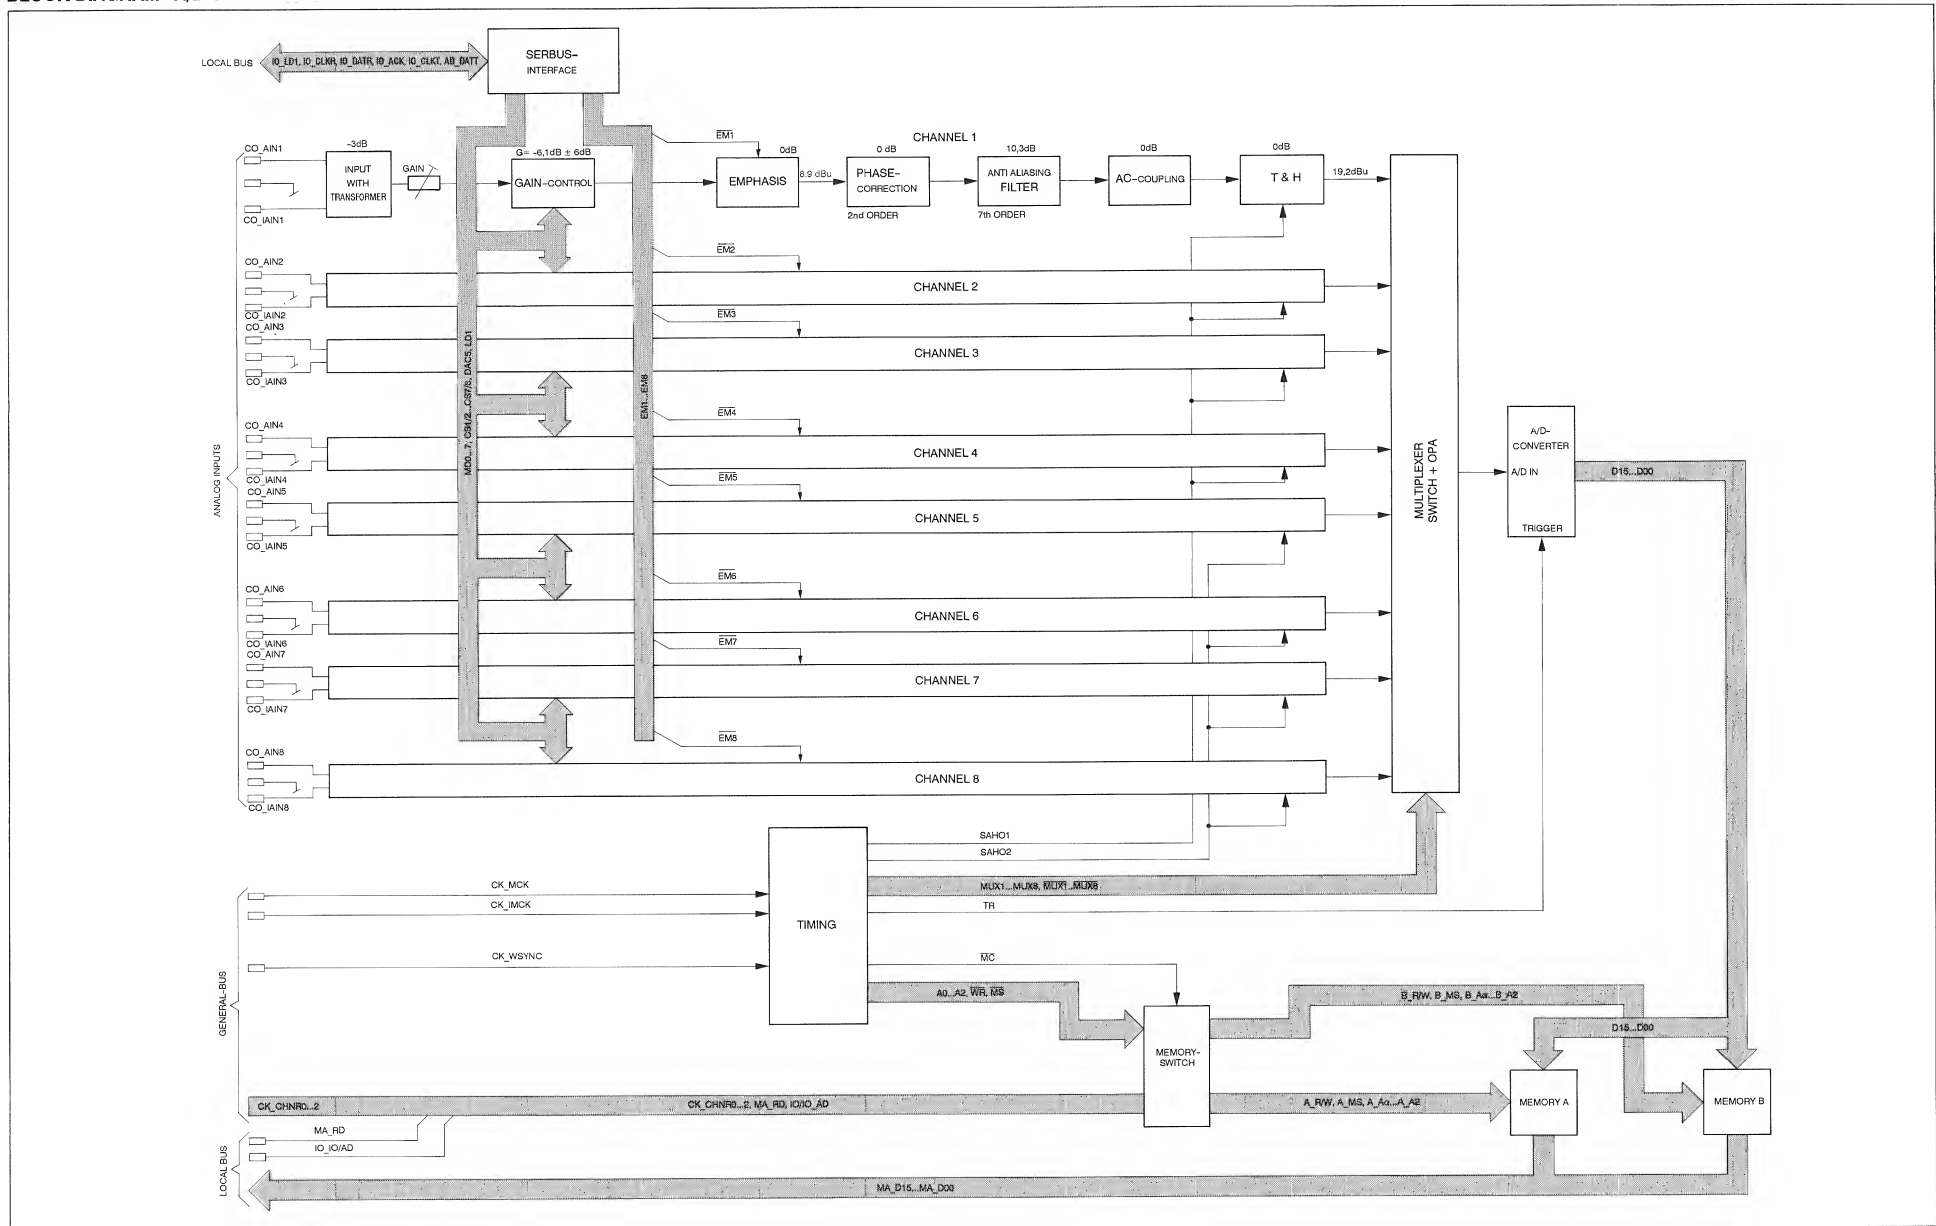 LOCAL BUS
IO_LD1, IO_CLKR, IO_DATR, IO_ACK, IO_CLKT, AD_DATT
SERBUS-
INTERFACE
CHANNEL 1
EM1
CO_AIN1
CO_IAIN1
-3dB
INPUT
WITH
TRANSFORMER
GAIN
G= -6,1dB ± 6dB
GAIN-CONTROL
0dB
EMPHASIS
8.9 dBu
0 dB
PHASE-
CORRECTION
2nd ORDER
10,3dB
ANTI ALIASING
FILTER
7th ORDER
0dB
AC-COUPLING
0dB
T & H
19,2dBu
EM2
CO_AIN2
CHANNEL 2
CO_IAIN2
EM3
CO_AIN3
CHANNEL 3
CO_IAIN3
EM4
CO_AIN4
CHANNEL 4
CO_IAIN4
EM5
CO_AIN5
CHANNEL 5
CO_IAIN5
EM6
CO_AIN6
CHANNEL 6
CO_IAIN6
EM7
CO_AIN7
CHANNEL 7
CO_IAIN7
EM8
CO_AIN8
CHANNEL 8
CO_IAIN8
ANALOG INPUTS
MD0...7, CS1/2...CS7/8, DAC5, LD1
EM1...EM8
MULTIPLEXER
SWITCH + OPA
A/D-
CONVERTER
A/D IN
TRIGGER
D15...D00
SAHO1
SAHO2
MUX1...MUX8, MUX1...MUX8
TR
TIMING
CK_MCK
CK_IMCK
CK_WSYNC
MC
A0...A2, WR, MS
GENERAL-BUS
MEMORY-
SWITCH
B_R/W, B_MS, B_Aα...B_A2
D15...D00
CK_CHNR0...2
CK_CHNR0...2, MA_RD, IO/IO_AD
A_R/W, A_MS, A_Aα...A_A2
MEMORY A
MEMORY B
MA_RD
IO_IO/AD
LOCAL BUS
MA_D15...MA_D00